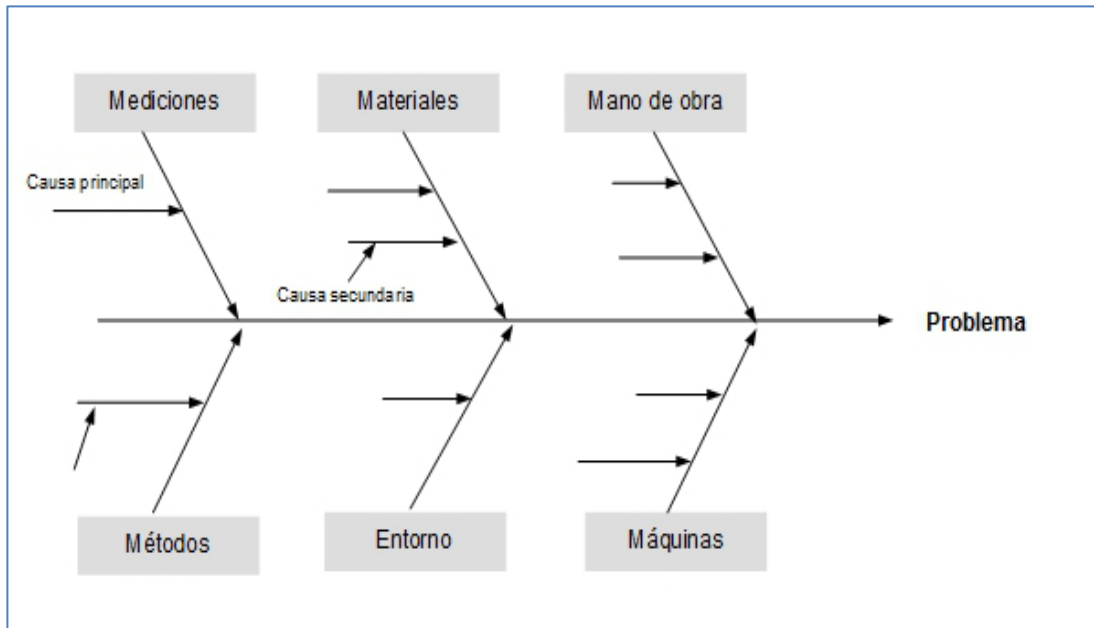 Mediciones
Materiales
Mano de obra
Causa principal
Causa secundaria
Problema
Métodos
Entorno
Máquinas